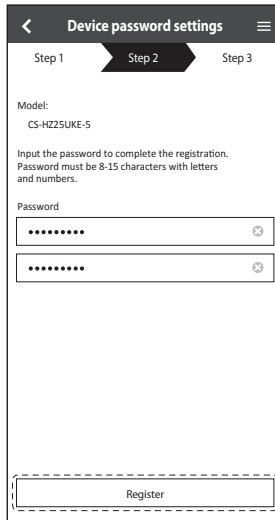 Device password settings
Step 1 Step 2 Step 3
Model:
CS-HZ25UKE-5
Input the password to complete the registration.
Password must be 8-15 characters with letters
and numbers.
Password
•••••••••
•••••••••
Register